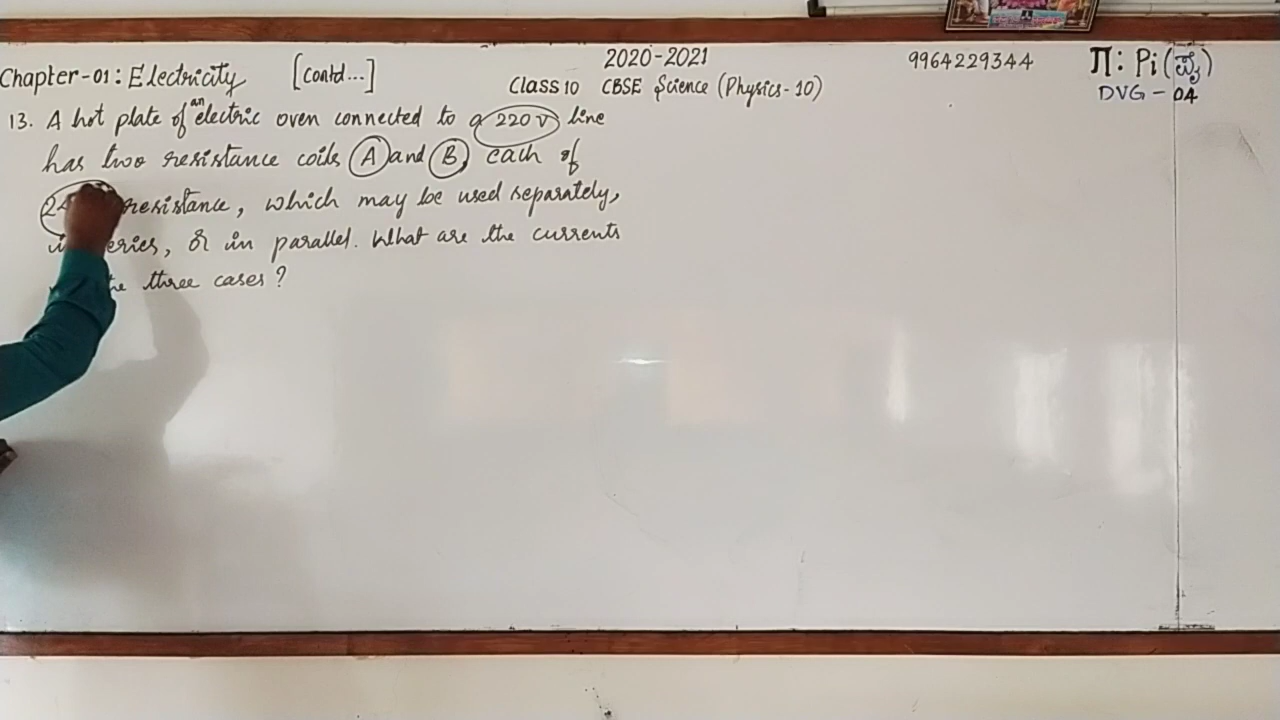 2020-2021
9964229344
Π: Pi(ಪೈ)
Chapter-01: Electricity [Contd...]
Class 10 CBSE Science (Physics-10)
DVG-04
13. A hot plate of an electric oven connected to a 220 V line
has two resistance coils A and B, each of
resistance, which may be used separately,
or in parallel. What are the currents
three cases?